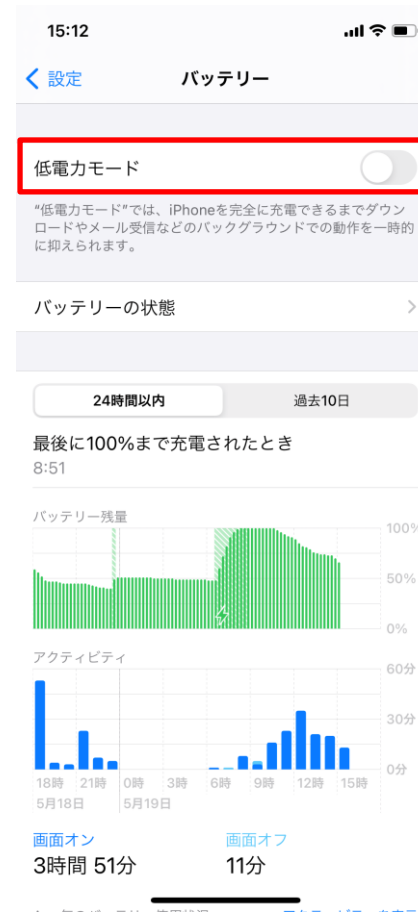 15:12
設定
バッテリー
低電力モード
“低電力モード”では、iPhoneを完全に充電できるまでダウン
ロードやメール受信などのバックグラウンドでの動作を一時的
に抑えられます。
バッテリーの状態
24時間以内 過去10日
最後に100%まで充電されたとき
8:51
バッテリー残量
100%
50%
0%
アクティビティ
60分
30分
0分
18時 21時 0時 3時 6時 9時 12時 15時
5月18日 5月19日
画面オン 画面オフ
3時間 51分 11分